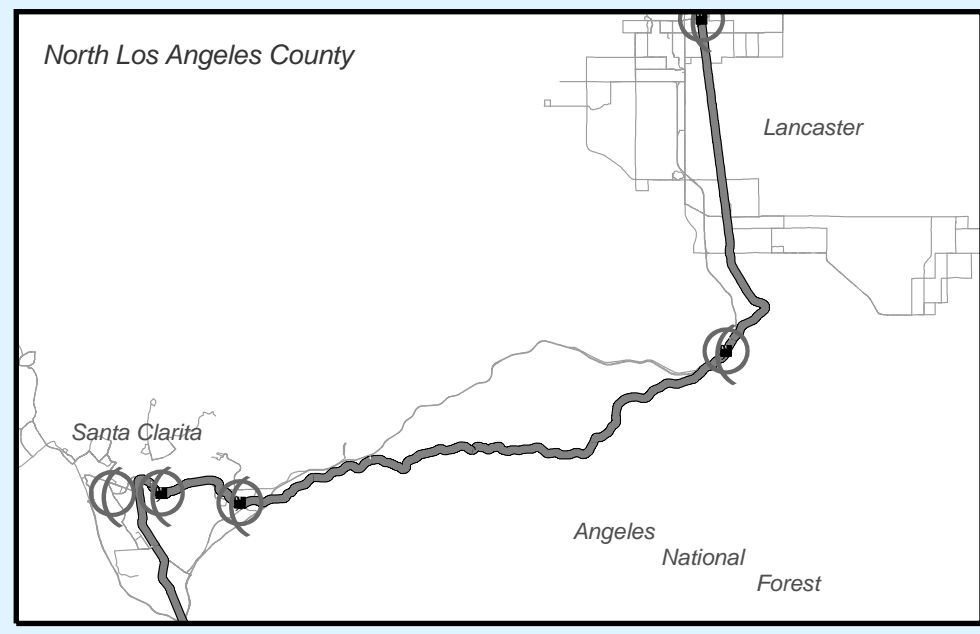 North Los Angeles County
Lancaster
Santa Clarita
Angeles
National
Forest